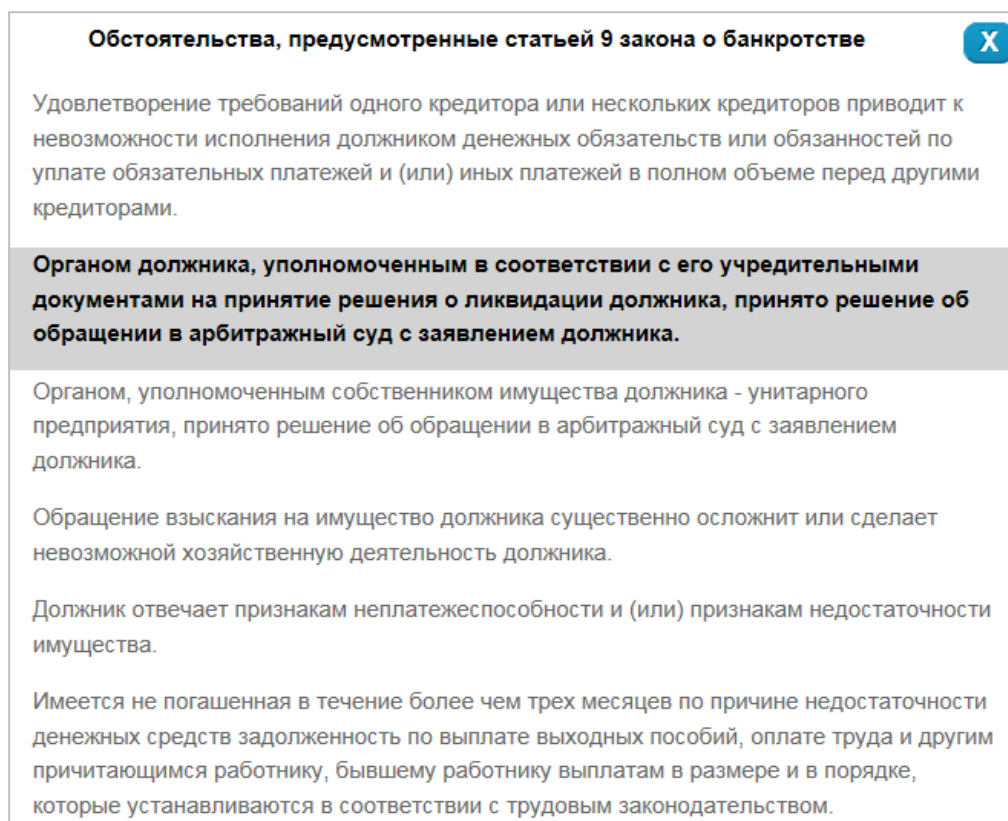 Обстоятельства, предусмотренные статьей 9 закона о банкротстве
X
Удовлетворение требований одного кредитора или нескольких кредиторов приводит к
невозможности исполнения должником денежных обязательств или обязанностей по
уплате обязательных платежей и (или) иных платежей в полном объеме перед другими
кредиторами.
Органом должника, уполномоченным в соответствии с его учредительными
документами на принятие решения о ликвидации должника, принято решение об
обращении в арбитражный суд с заявлением должника.
Органом, уполномоченным собственником имущества должника - унитарного
предприятия, принято решение об обращении в арбитражный суд с заявлением
должника.
Обращение взыскания на имущество должника существенно осложнит или сделает
невозможной хозяйственную деятельность должника.
Должник отвечает признакам неплатежеспособности и (или) признакам недостаточности
имущества.
Имеется не погашенная в течение более чем трех месяцев по причине недостаточности
денежных средств задолженность по выплате выходных пособий, оплате труда и другим
причитающимся работнику, бывшему работнику выплатам в размере и в порядке,
которые устанавливаются в соответствии с трудовым законодательством.